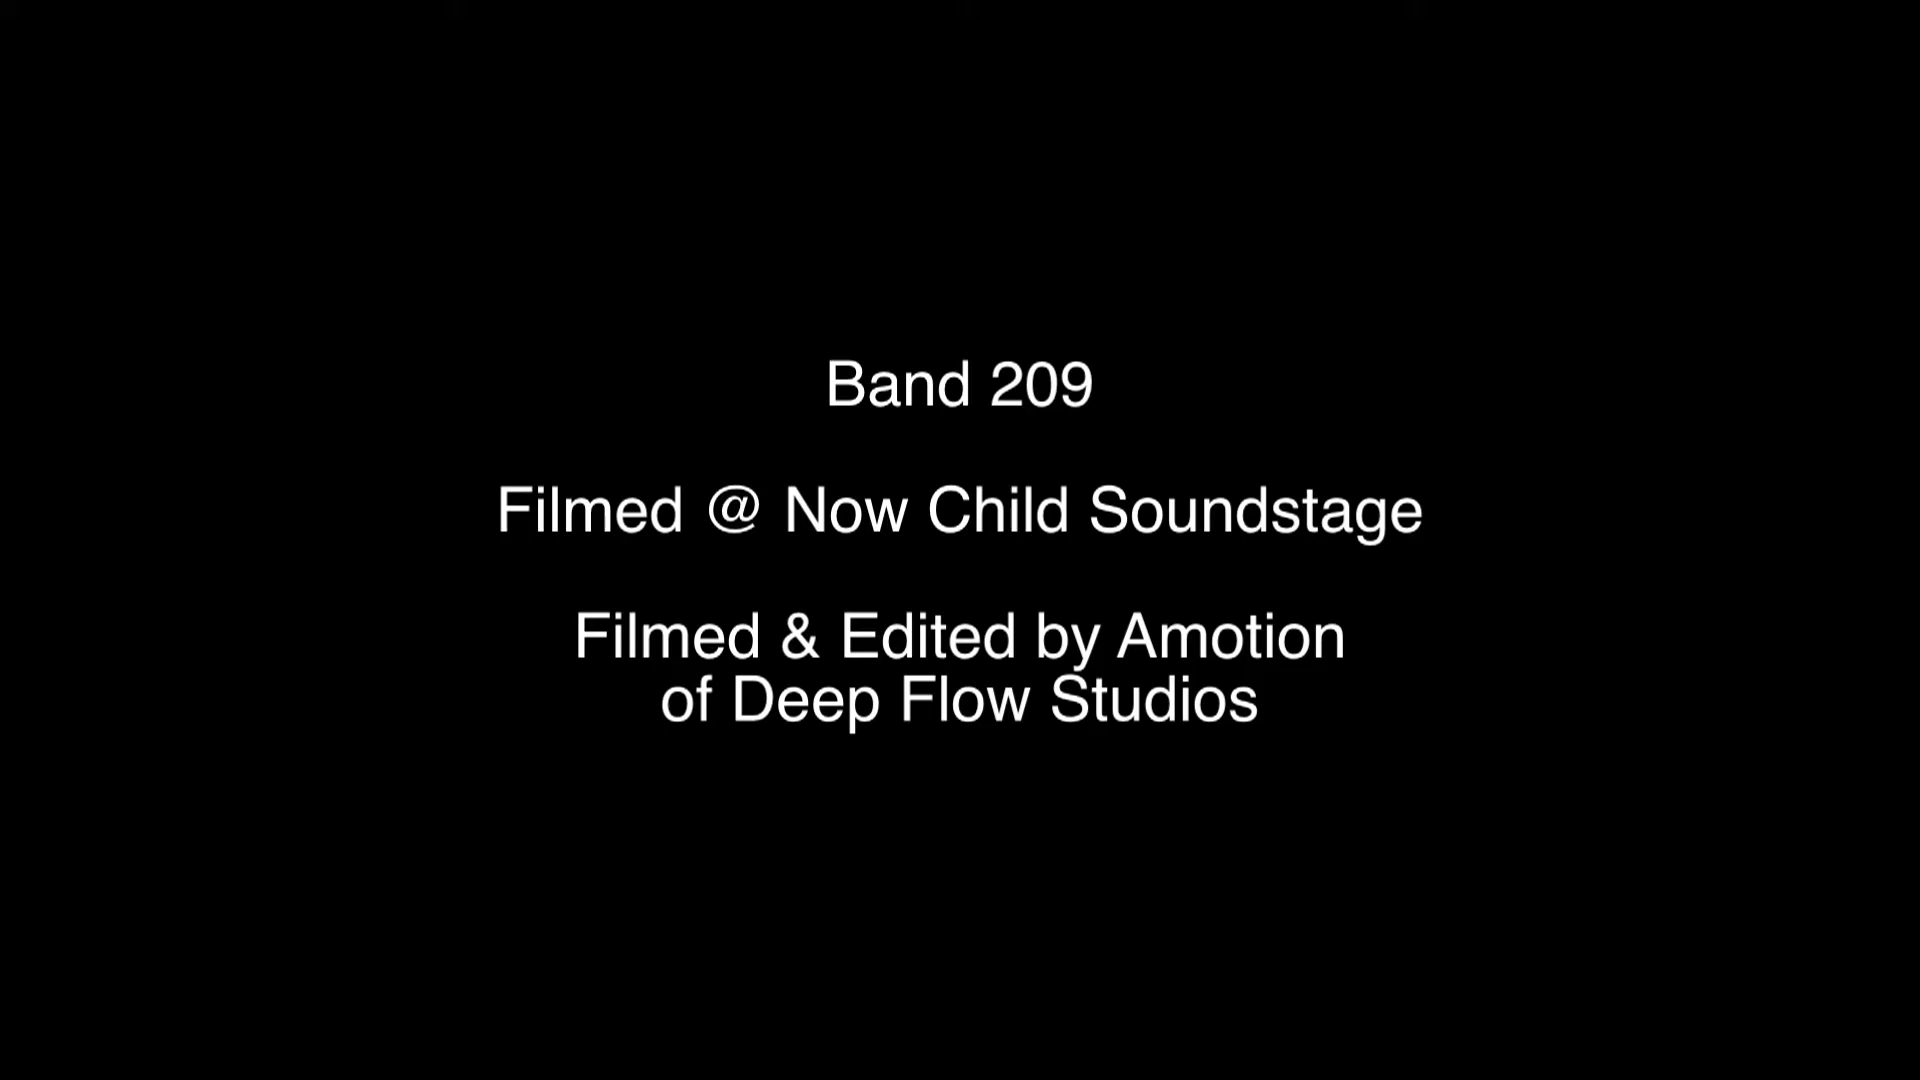 Band 209
Filmed @ Now Child Soundstage
Filmed & Edited by Amotion
of Deep Flow Studios